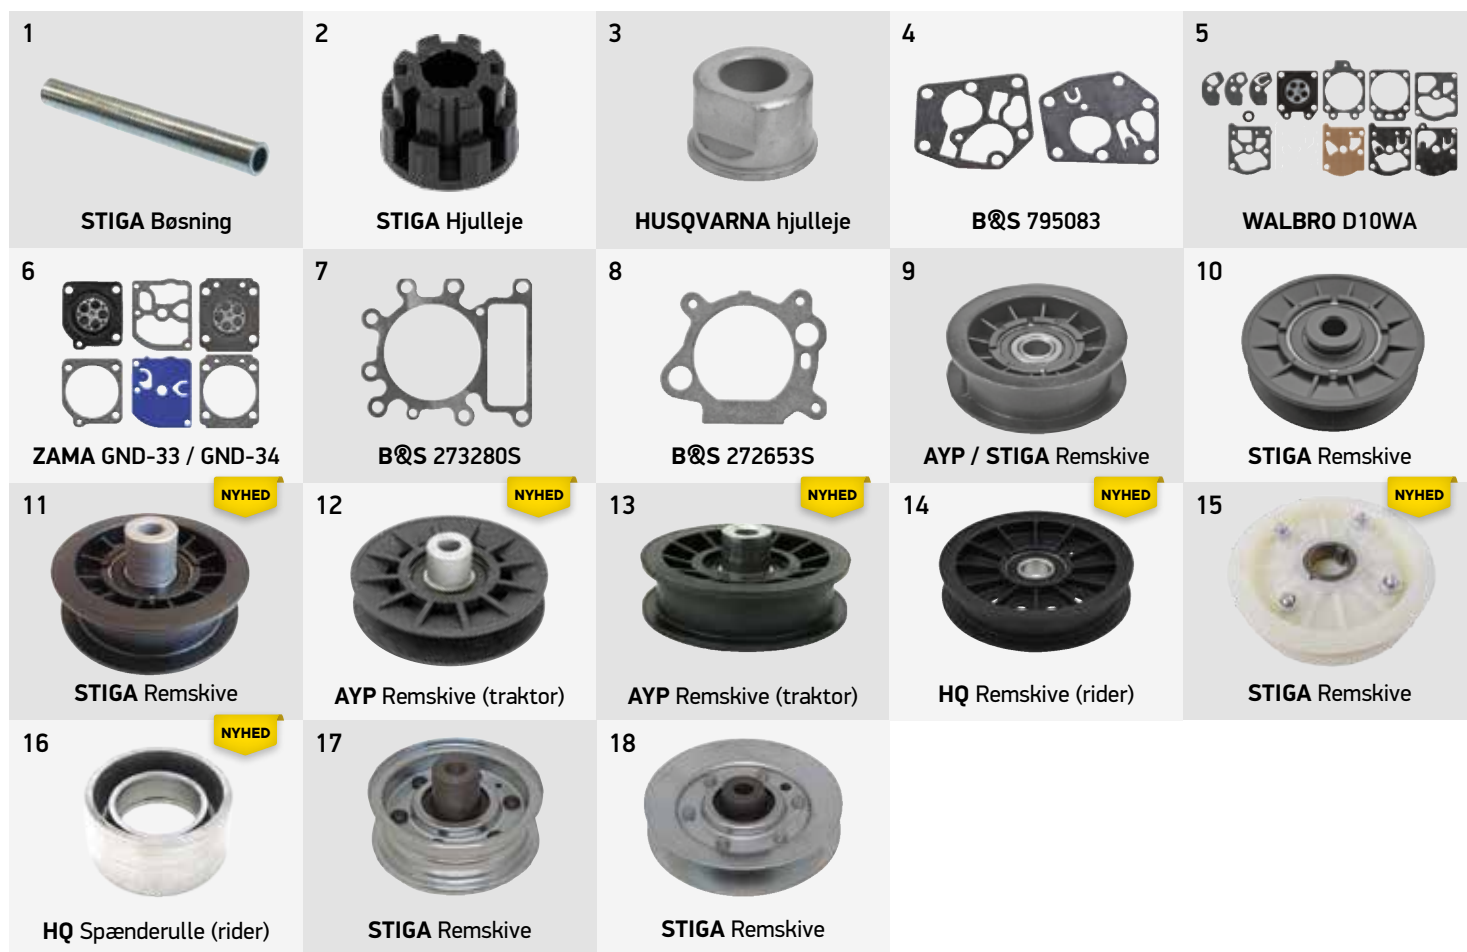 1
STIGA Bøsning
2
STIGA Hjulleje
3
HUSQVARNA hjulleje
4
B&S 795083
5
WALBRO D10WA
6
ZAMA GND-33 / GND-34
7
B&S 273280S
8
B&S 272653S
9
AYP / STIGA Remskive
10
STIGA Remskive
11
NYHED
STIGA Remskive
12
NYHED
AYP Remskive (traktor)
13
NYHED
AYP Remskive (traktor)
14
NYHED
HQ Remskive (rider)
15
NYHED
STIGA Remskive
16
NYHED
HQ Spænderulle (rider)
17
STIGA Remskive
18
STIGA Remskive